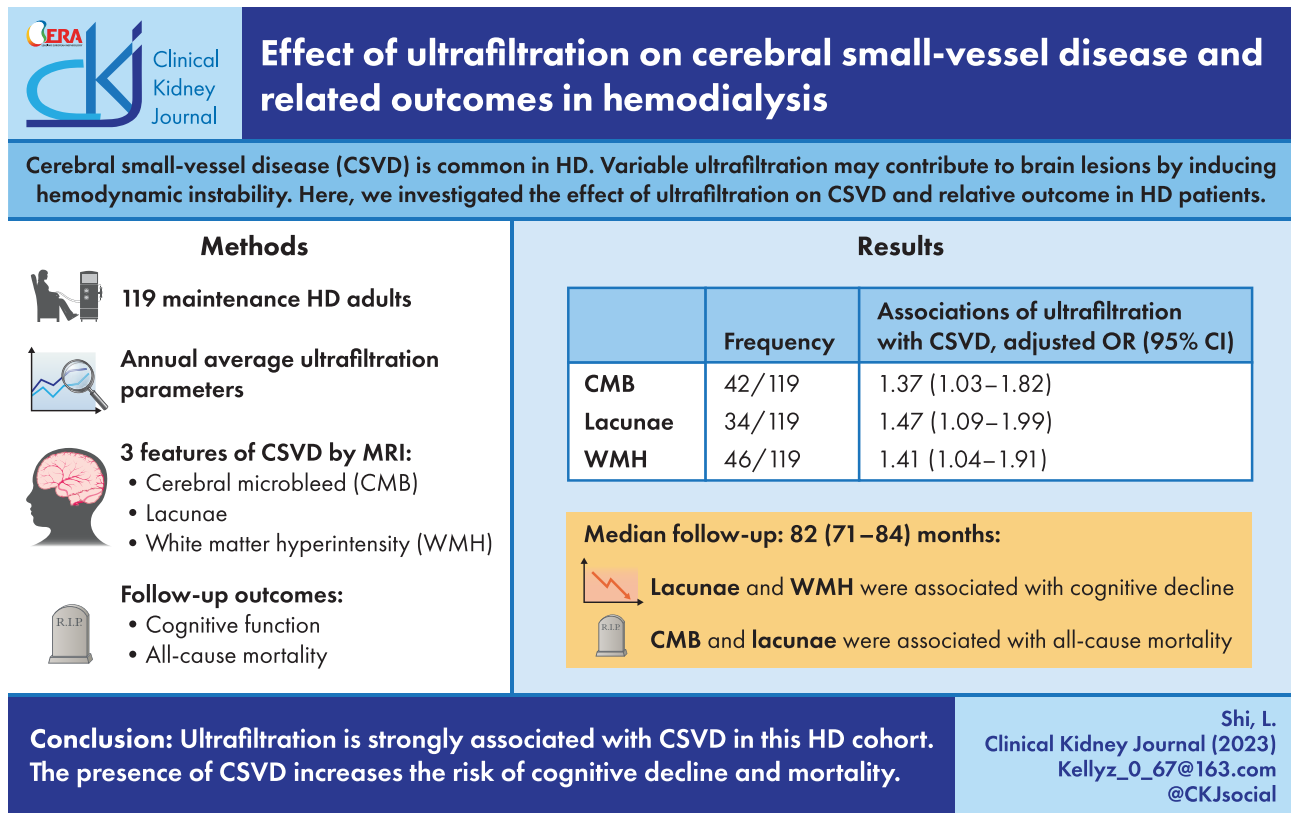 ERA
CKJ
Clinical
Kidney
Journal
Effect of ultrafiltration on cerebral small-vessel disease and
related outcomes in hemodialysis
Cerebral small-vessel disease (CSVD) is common in HD. Variable ultrafiltration may contribute to brain lesions by inducing
hemodynamic instability. Here, we investigated the effect of ultrafiltration on CSVD and relative outcome in HD patients.
Methods
119 maintenance HD adults
Annual average ultrafiltration
parameters
3 features of CSVD by MRI:
• Cerebral microbleed (CMB)
• Lacunae
• White matter hyperintensity (WMH)
Follow-up outcomes:
R.I.P.
• Cognitive function
• All-cause mortality
Results
Associations of ultrafiltration
Frequency with CSVD, adjusted OR (95% CI)
CMB 42/119 1.37 (1.03–1.82)
Lacunae 34/119 1.47 (1.09–1.99)
WMH 46/119 1.41 (1.04–1.91)
Median follow-up: 82 (71–84) months:
Lacunae and WMH were associated with cognitive decline
R.I.P.
CMB and lacunae were associated with all-cause mortality
Conclusion: Ultrafiltration is strongly associated with CSVD in this HD cohort.
The presence of CSVD increases the risk of cognitive decline and mortality.
Shi, L.
Clinical Kidney Journal (2023)
Kellyz_0_67@163.com
@CKJsocial